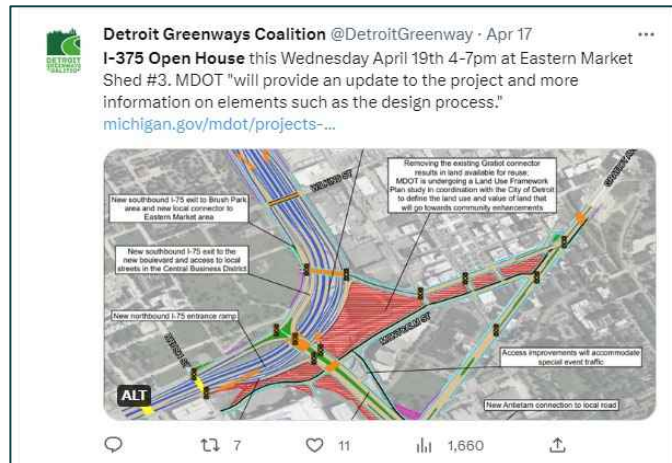 Detroit Greenways Coalition @DetroitGreenway · Apr 17
I-375 Open House this Wednesday April 19th 4-7pm at Eastern Market
Shed #3. MDOT "will provide an update to the project and more
information on elements such as the design process."
michigan.gov/mdot/projects-...
DETROIT
GREENWAYS
COALITION
Removing the existing Gratiot connector
results in land available for reuse;
MDOT is undergoing a Land Use Framework
Plan study in coordination with the City of Detroit
to define the land use and value of land that
will go towards community enhancements
New southbound I-75 exit to Brush Park
area and new local connector to
Eastern Market area
WILKINS ST
New southbound I-75 exit to the
new boulevard and access to local
streets in the Central Business District
New northbound I-75 entrance ramp
MONTCALM ST
Access improvements will accommodate
special event traffic
New Antietam connection to local road
ALT
7
11
1,660